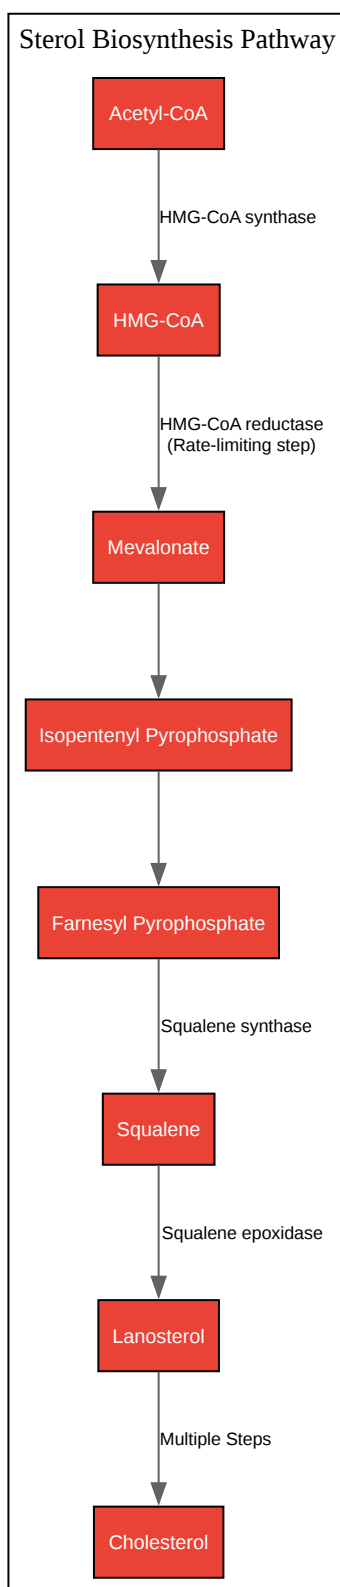 Sterol Biosynthesis Pathway
Acetyl-CoA
HMG-CoA synthase
HMG-CoA
HMG-CoA reductase
(Rate-limiting step)
Mevalonate
Isopentenyl Pyrophosphate
Farnesyl Pyrophosphate
Squalene synthase
Squalene
Squalene epoxidase
Lanosterol
Multiple Steps
Cholesterol